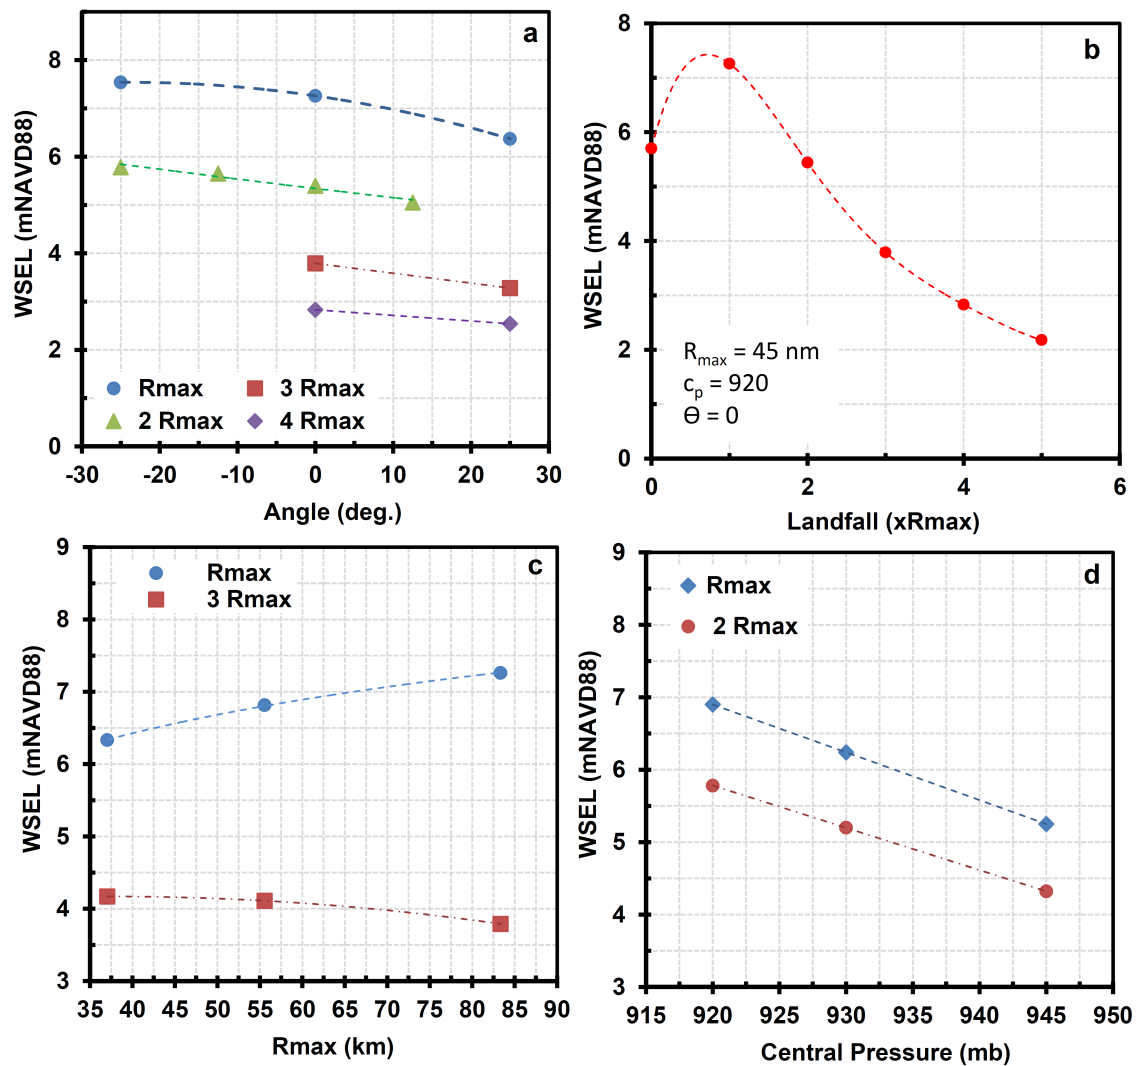 a
WSEL (mNAVD88)
8
6
4
2
0
Rmax
3 Rmax
2 Rmax
4 Rmax
-30
-20
-10
0
10
20
30
Angle (deg.)
b
WSEL (mNAVD88)
8
6
4
2
0
Rmax = 45 nm
cp = 920
ϴ = 0
0
2
4
6
Landfall (xRmax)
c
WSEL (mNAVD88)
9
8
7
6
5
4
3
Rmax
3 Rmax
35
40
45
50
55
60
65
70
75
80
85
90
Rmax (km)
d
WSEL (mNAVD88)
9
8
7
6
5
4
3
Rmax
2 Rmax
915
920
925
930
935
940
945
950
Central Pressure (mb)